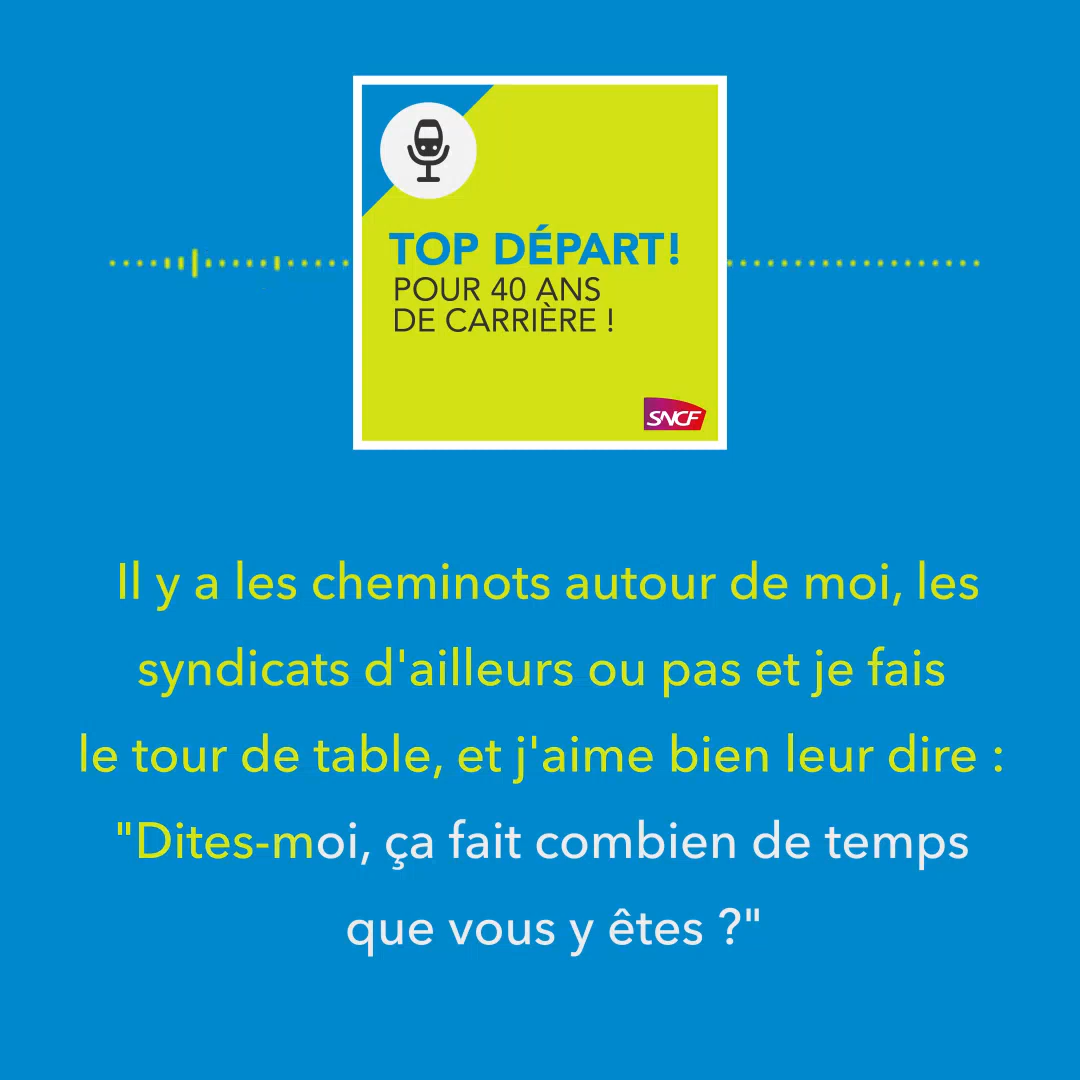 TOP DÉPART!
POUR 40 ANS
DE CARRIÈRE !
SNCF
Il y a les cheminots autour de moi, les
syndicats d'ailleurs ou pas et je fais
le tour de table, et j'aime bien leur dire :
"Dites-moi, ça fait combien de temps
que vous y êtes ?"